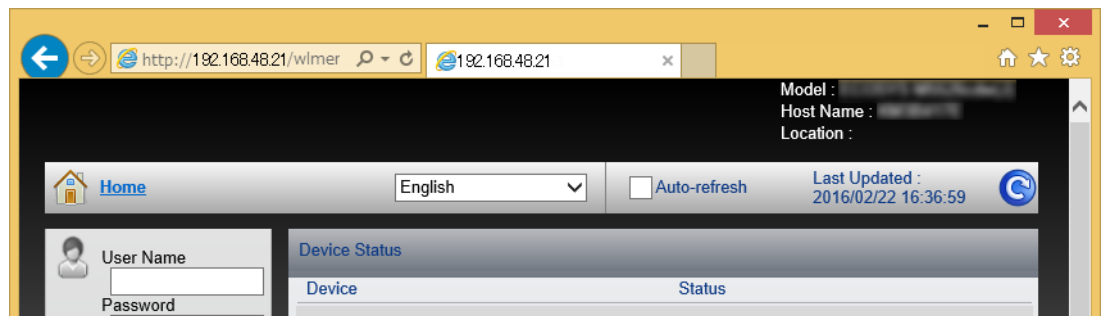 http://192.168.48.21/wlmer
192.168.48.21
Model :
Host Name :
Location :
Home
English
Auto-refresh
Last Updated :
2016/02/22 16:36:59
User Name
Password
Device Status
Device Status